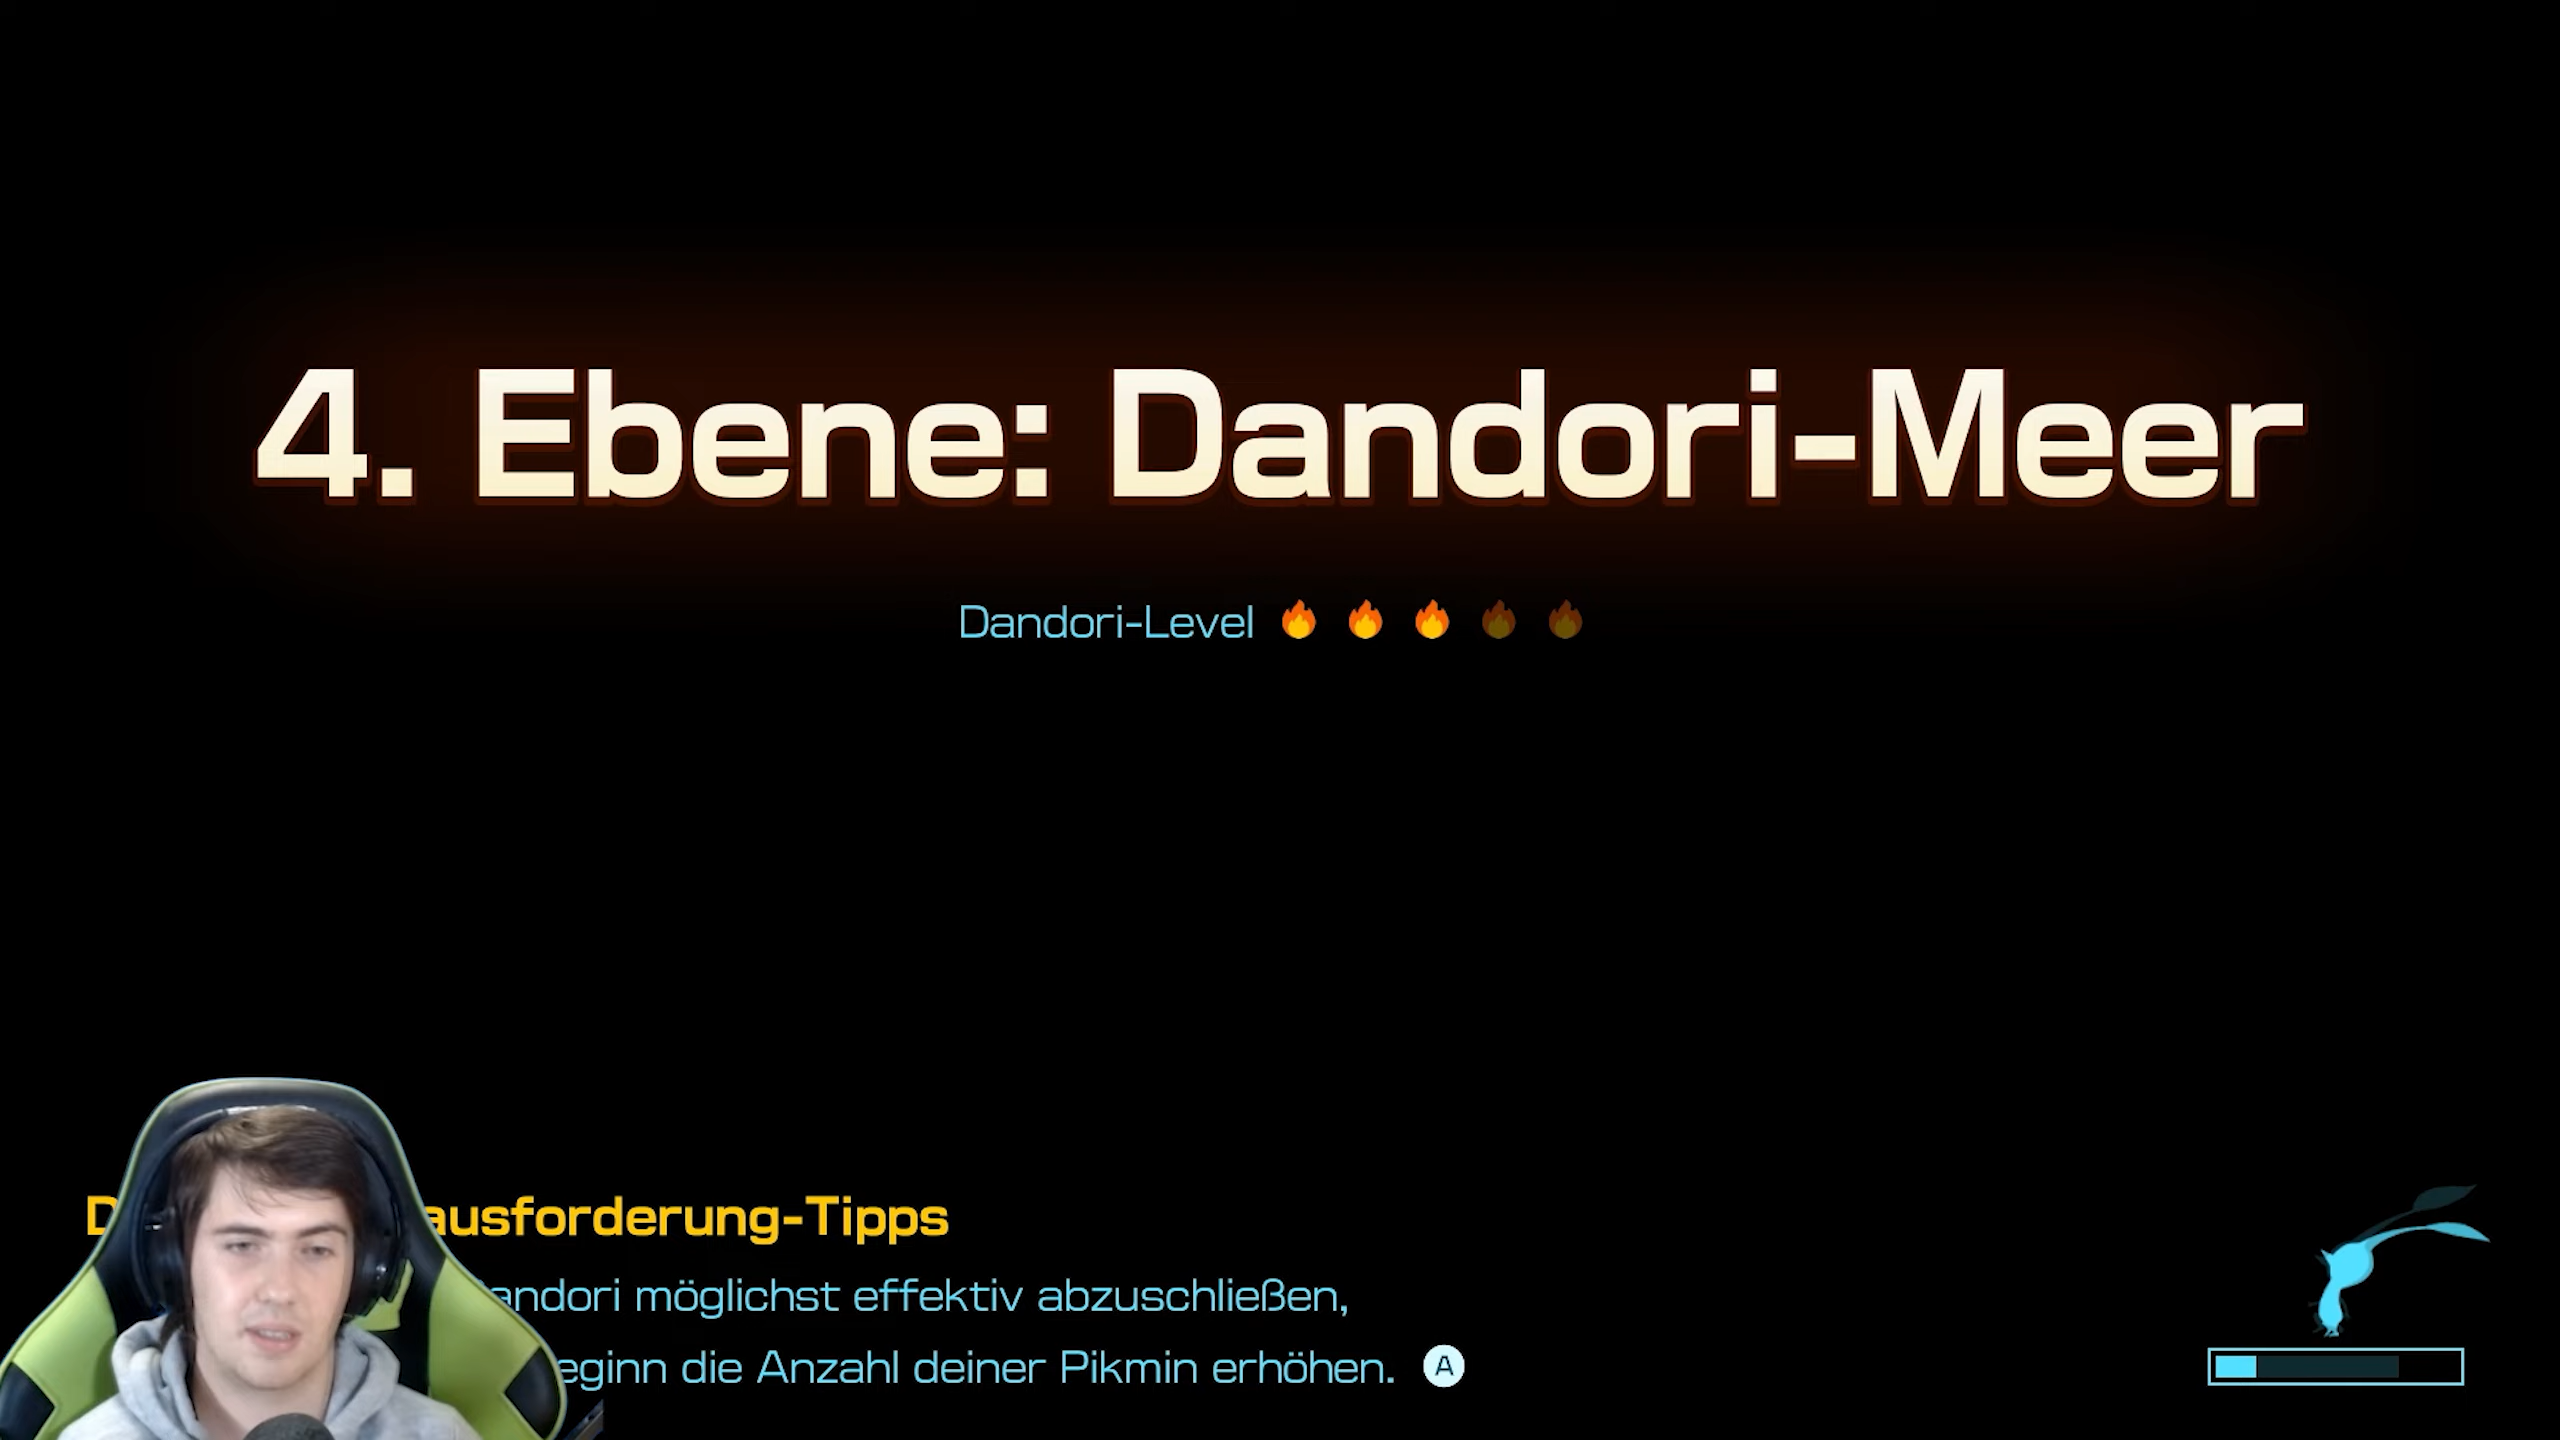 4. Ebene: Dandori-Meer
Dandori-Level
ausforderung-Tipps
andori möglichst effektiv abzuschließen,
eginn die Anzahl deiner Pikmin erhöhen. A